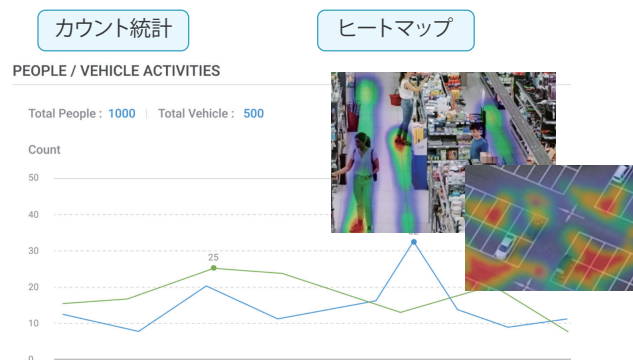 カウント統計
ヒートマップ
PEOPLE / VEHICLE ACTIVITIES
Total People : 1000 | Total Vehicle : 500
Count
50
40
30
25
20
10
0